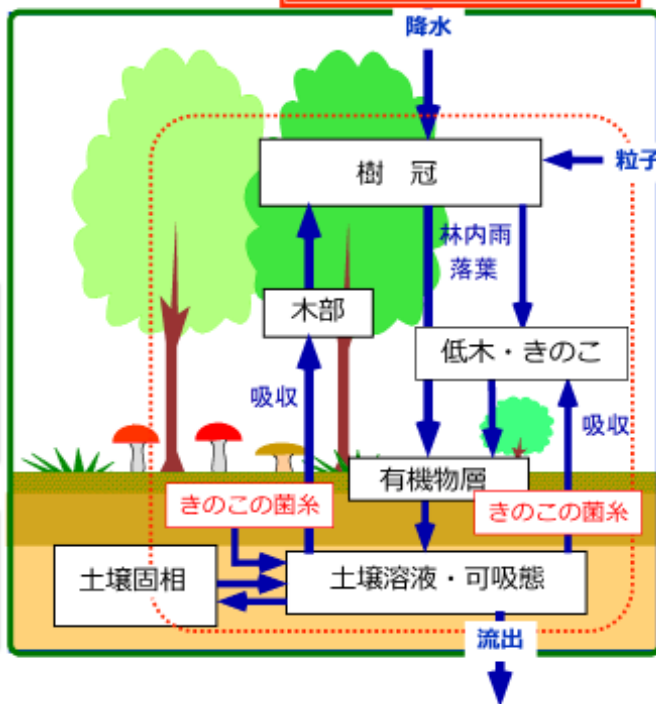 降水
樹 冠
粒子
林内雨
落葉
木部
低木・きのこ
吸収
吸収
有機物層
きのこの菌糸
きのこの菌糸
土壌固相
土壌溶液・可吸態
流出